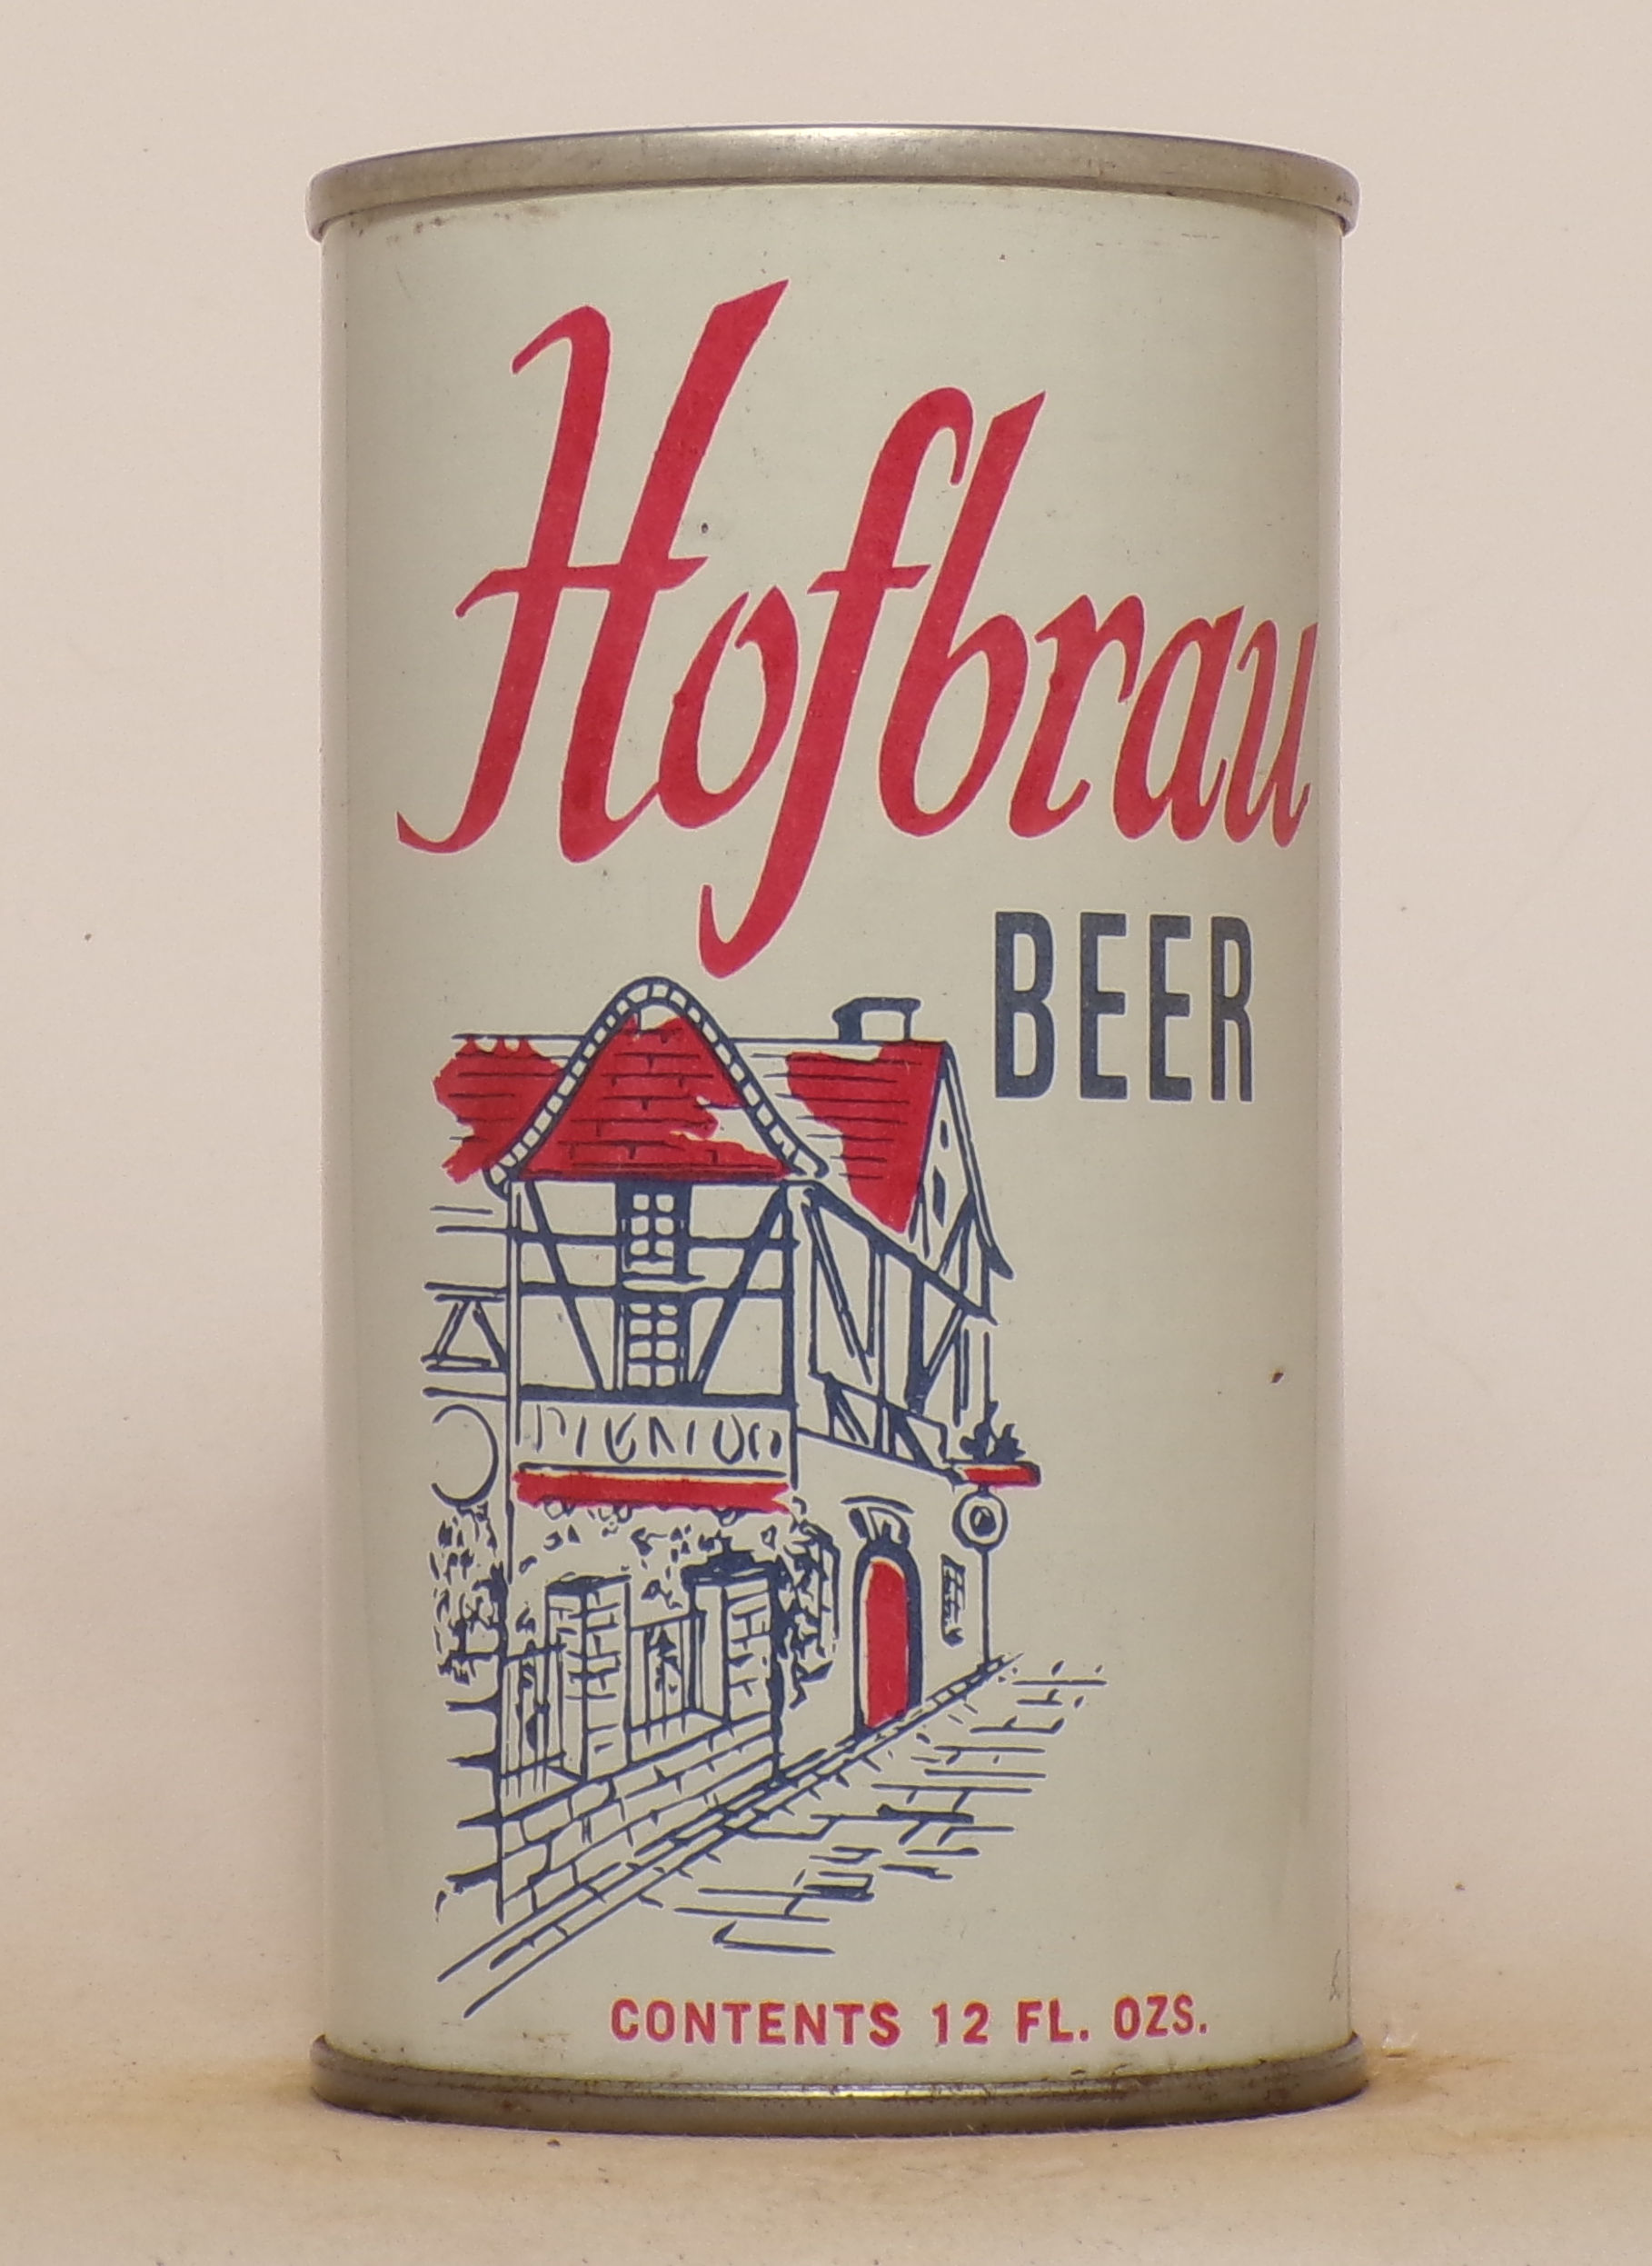 Hofbrau
BEER
CONTENTS 12 FL. OZS.